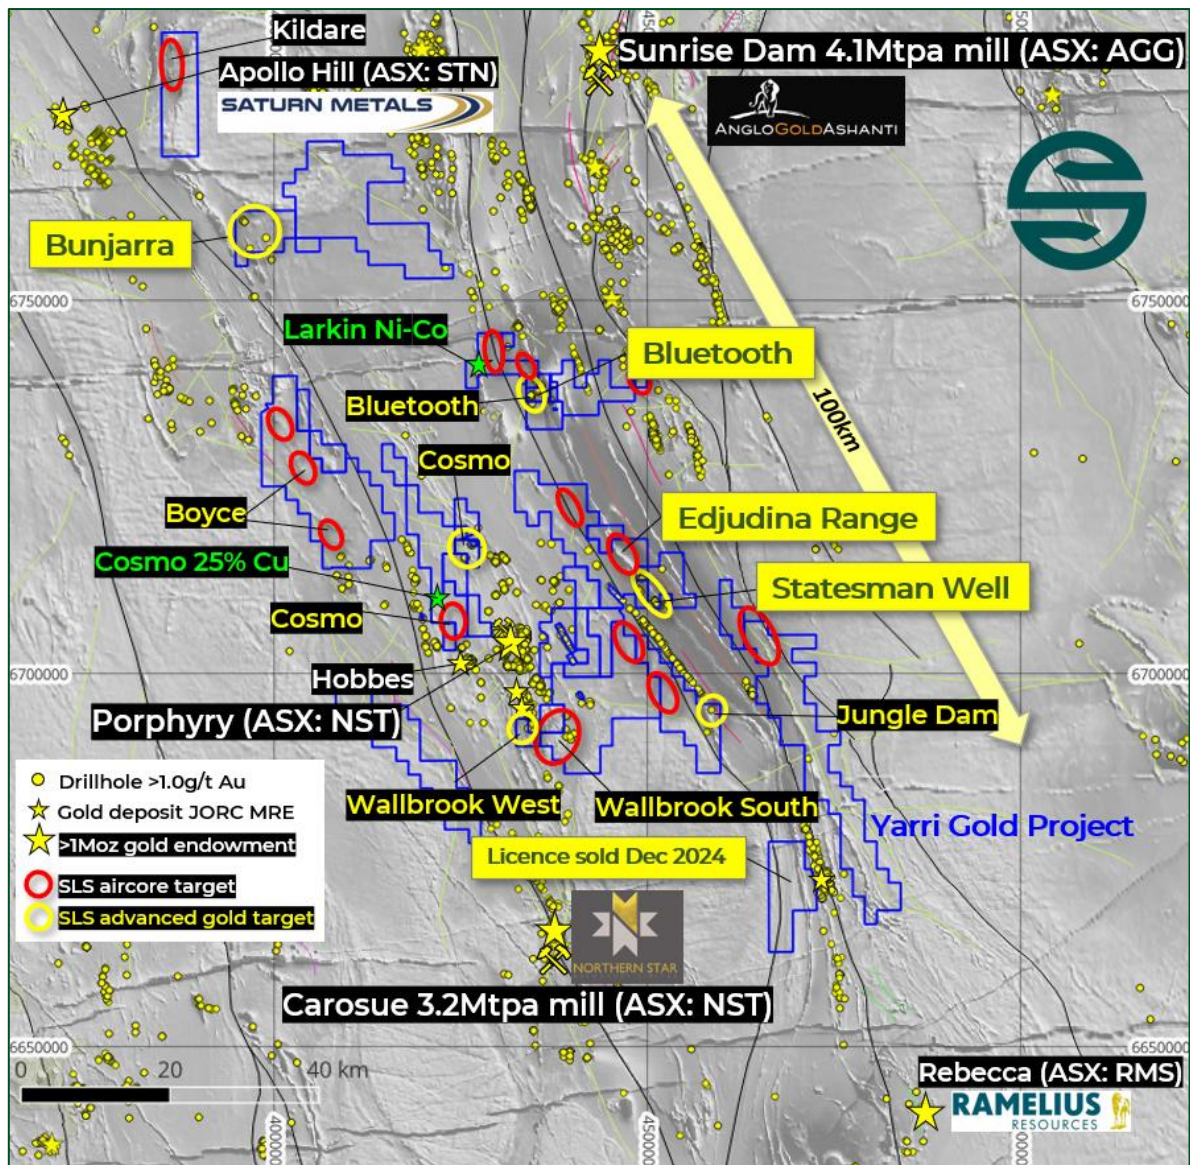 Kildare
Sunrise Dam 4.1Mtpa mill (ASX: AGG)
Apollo Hill (ASX: STN)
SATURN METALS
ANGLOGOLDASHANTI
Bunjarra
6750000
6750000
Larkin Ni-Co
Bluetooth
Bluetooth
100km
Cosmo
Boyce
Edjudina Range
Cosmo 25% Cu
Statesman Well
Cosmo
6700000
6700000
Hobbes
Porphyry (ASX: NST)
Jungle Dam
Drillhole >1.0g/t Au
Gold deposit JORC MRE
>1Moz gold endowment
SLS aircore target
SLS advanced gold target
Wallbrook West
Wallbrook South
Yarri Gold Project
Licence sold Dec 2024
NORTHERN STAR
Carosue 3.2Mtpa mill (ASX: NST)
6650000
6650000
0 20 40 km
Rebecca (ASX: RMS)
RAMELIUS
RESOURCES
400000
450000